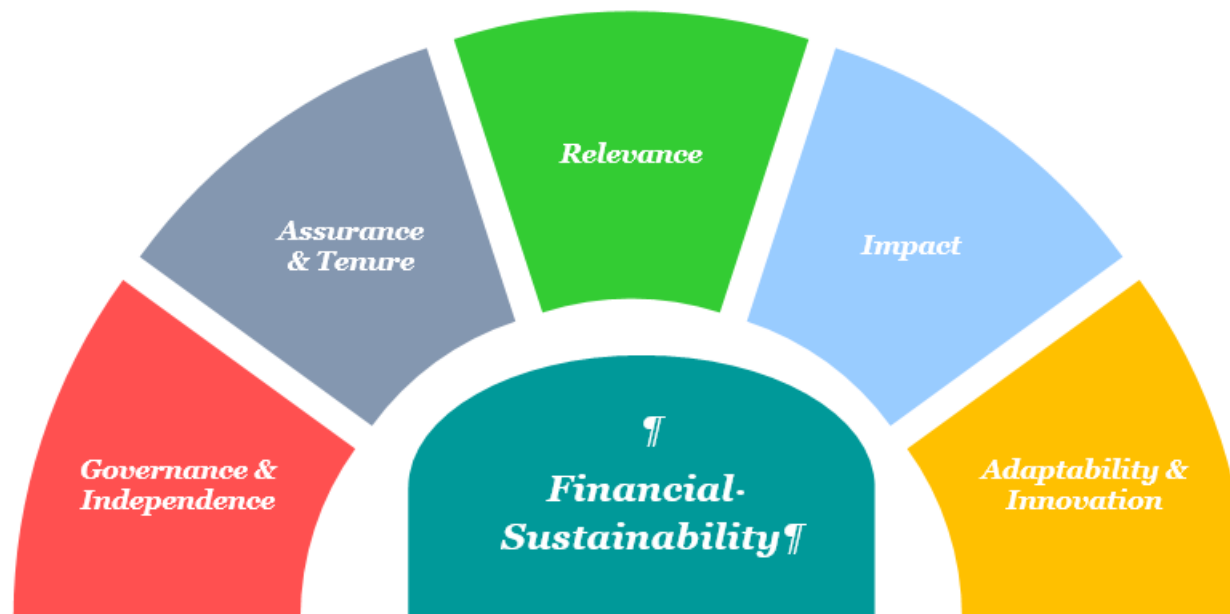 Relevance
Assurance
& Tenure
Impact
Governance &
Independence
Adaptability &
Innovation
¶
Financial·
Sustainability¶